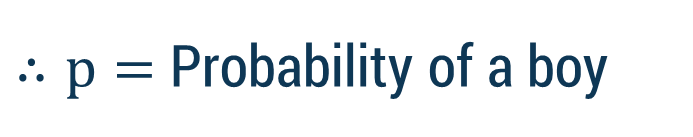 ∴ p = Probability of a boy